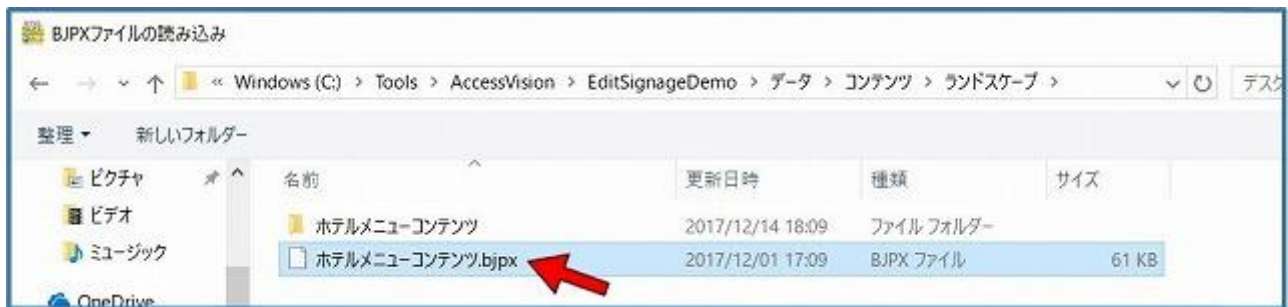 BJPXファイルの読み込み
« Windows (C:) > Tools > AccessVision > EditSignageDemo > データ > コンテンツ > ランドスケープ >
整理 新しいフォルダー
ピクチャ 名前 更新日時 種類 サイズ
ビデオ ホテルメニューコンテンツ 2017/12/14 18:09 ファイル フォルダー
ミュージック ホテルメニューコンテンツ.bjpx 2017/12/01 17:09 BJPX ファイル 61 KB
OneDrive